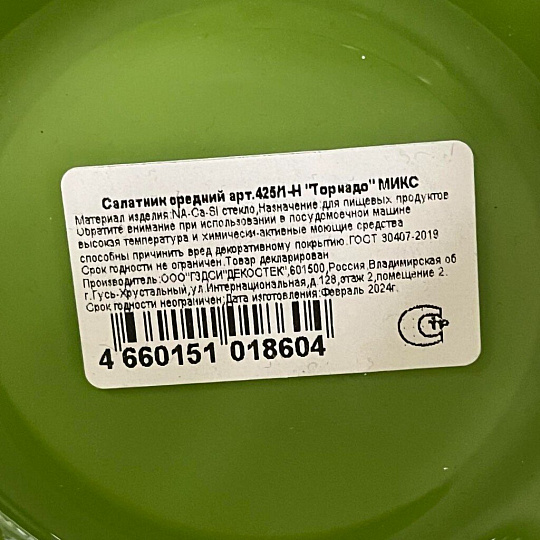 Салатник средний арт.425/1-Н "Торнадо" МИКС
Материал изделия:NA-Ca-SI стекло,Назначение:для пищевых продуктов
Обратите внимание при использовании в посудомоечной машине
высокая температура и химически-активные моющие средства
способны причинить вред декоративному покрытию.ГОСТ 30407-2019
Срок годности не ограничен.Товар декларирован
Производитель:ООО"ГЗДСИ"ДЕКОСТЕК",601500,Россия,Владимирская об
г.Гусь-Хрустальный,ул.Интернациональная,д.128,этаж 2,помещение 2.
Срок годности неограничен;Дата изготовления:Февраль 2024г.
4 660151 018604